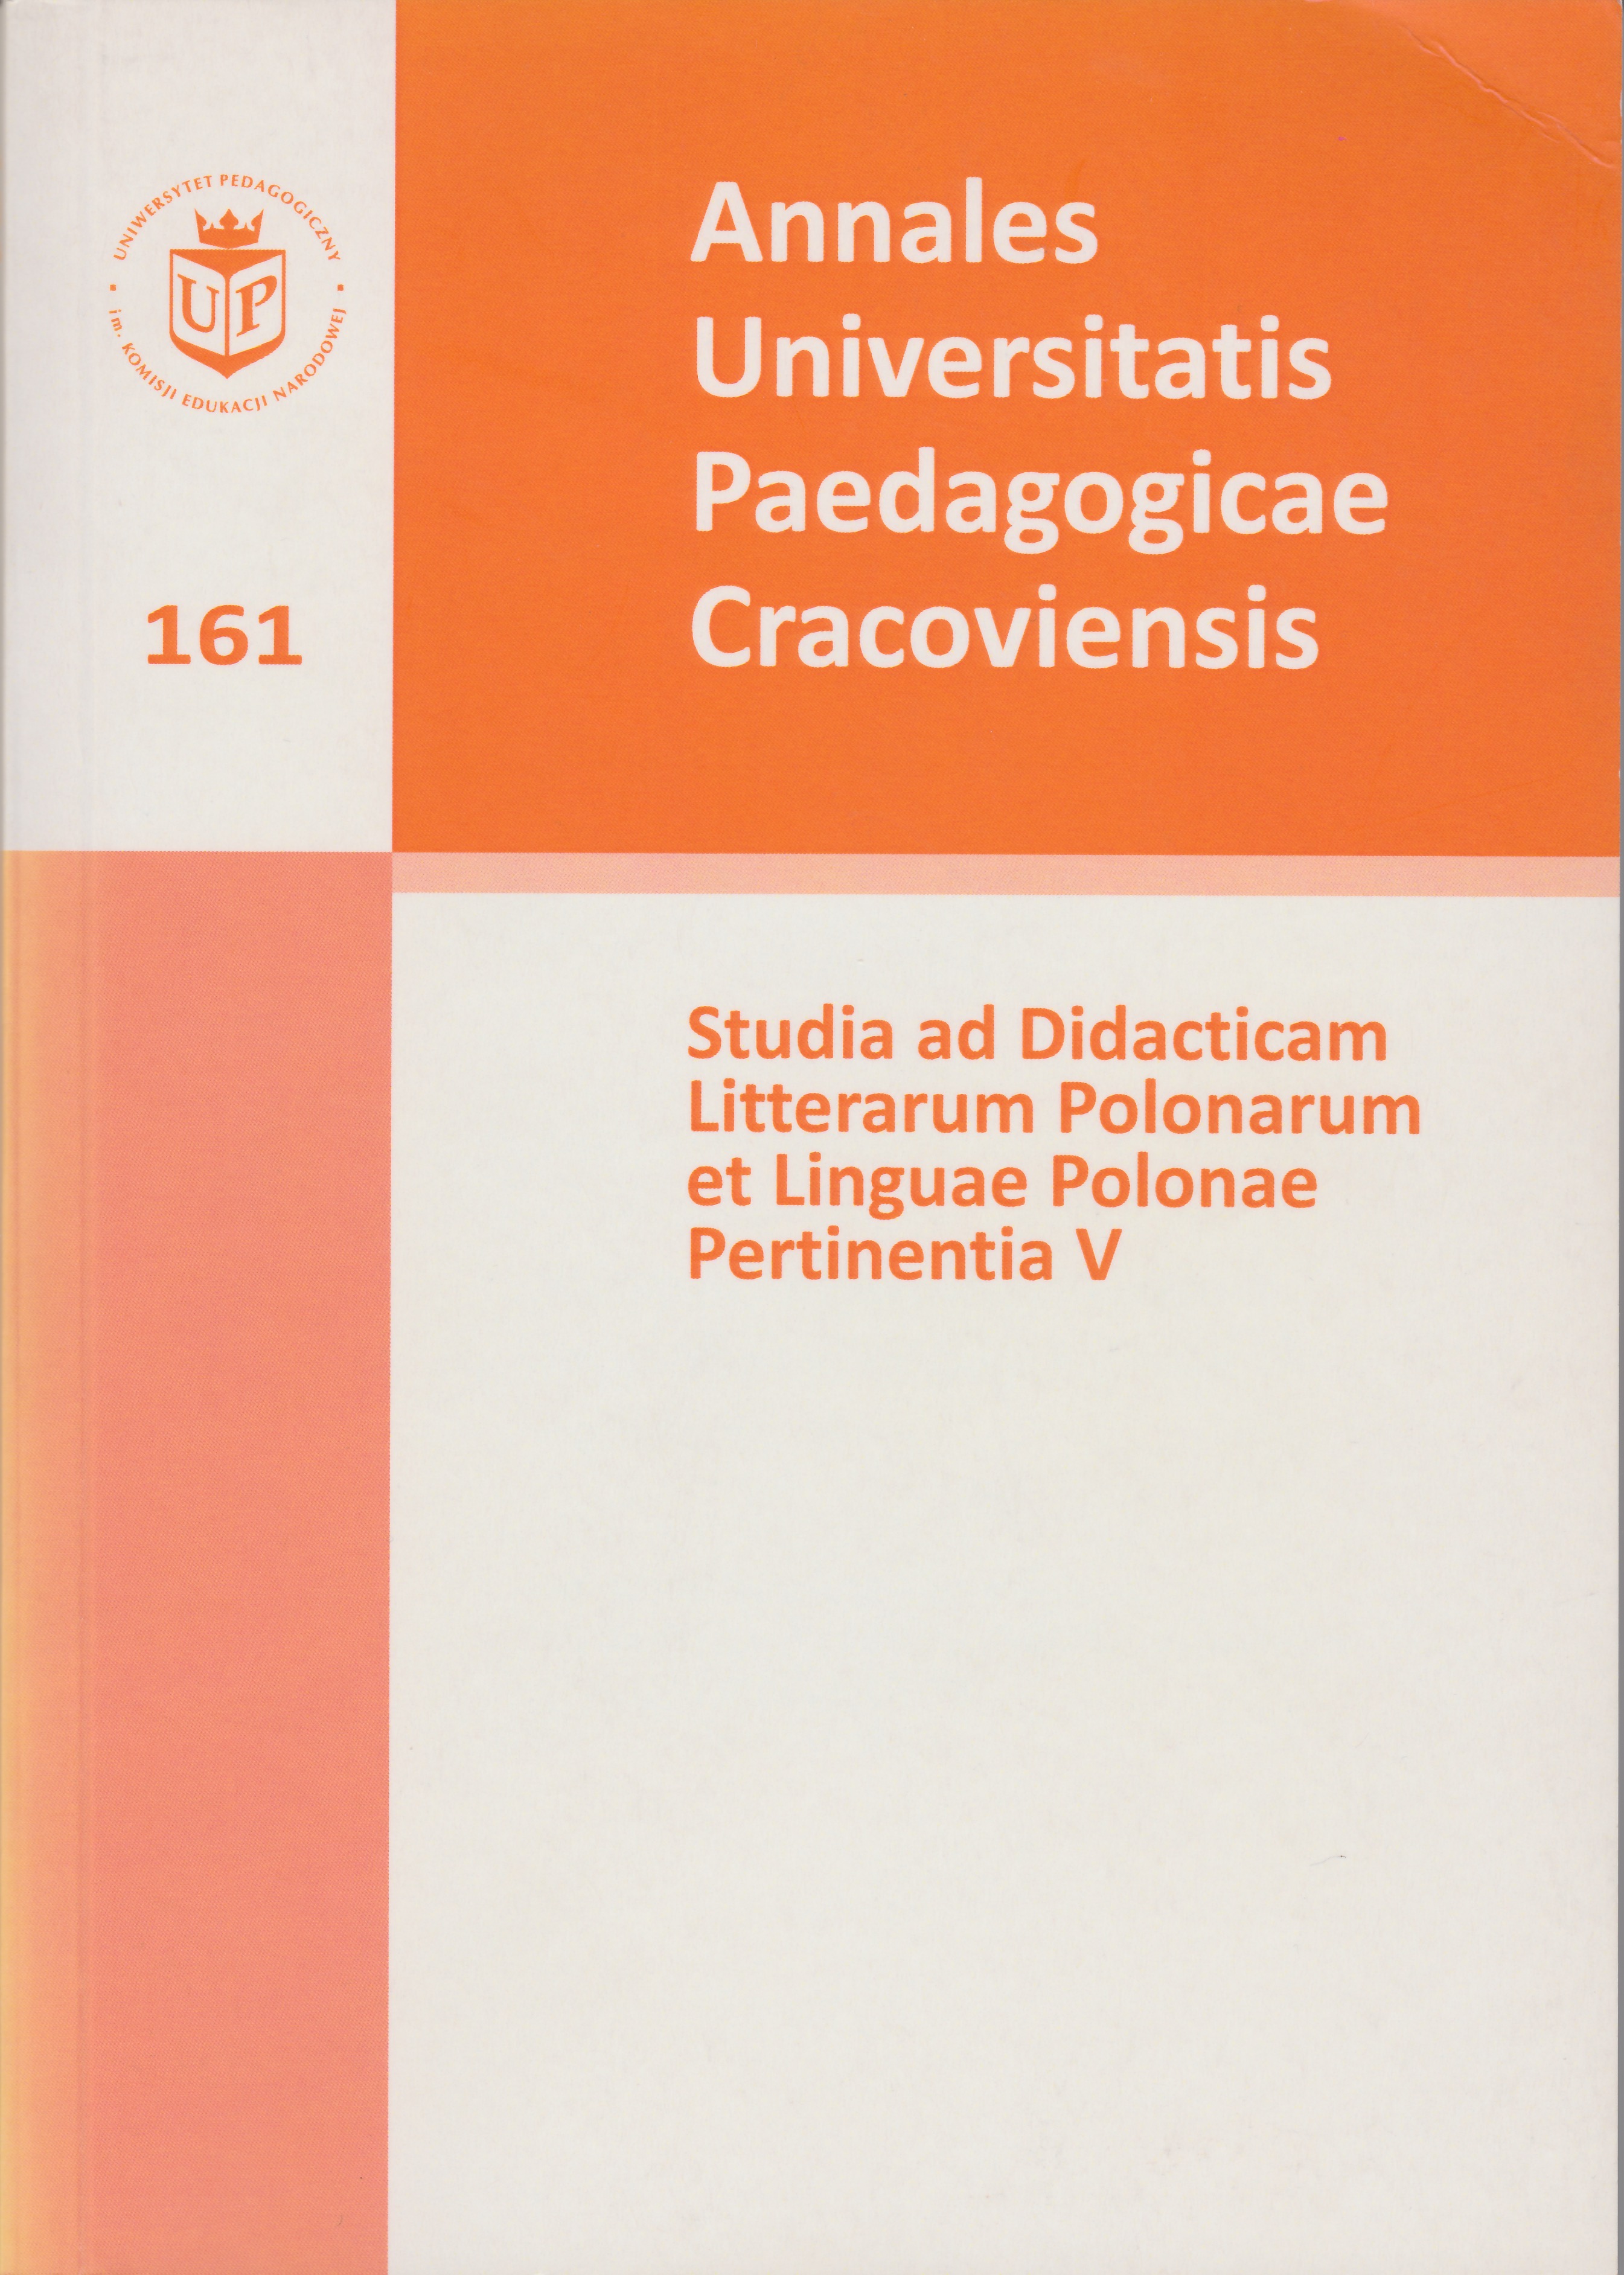 UNIWERSYTET PEDAGOGICZNY
im. KOMISJI EDUKACJI NARODOWEJ
UP
161
Annales
Universitatis
Paedagogicae
Cracoviensis
Studia ad Didacticam
Litterarum Polonarum
et Linguae Polonae
Pertinentia V